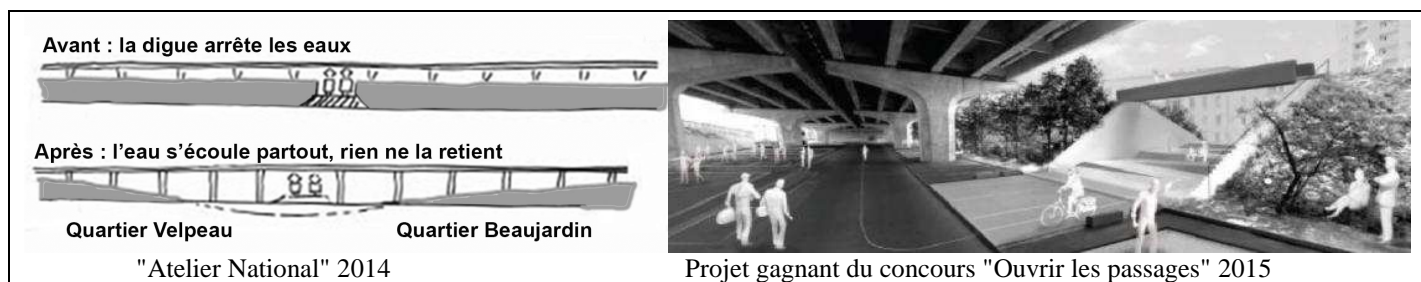 Avant : la digue arrête les eaux
Après : l'eau s'écoule partout, rien ne la retient
Quartier Velpeau Quartier Beaujardin
"Atelier National" 2014
Projet gagnant du concours "Ouvrir les passages" 2015